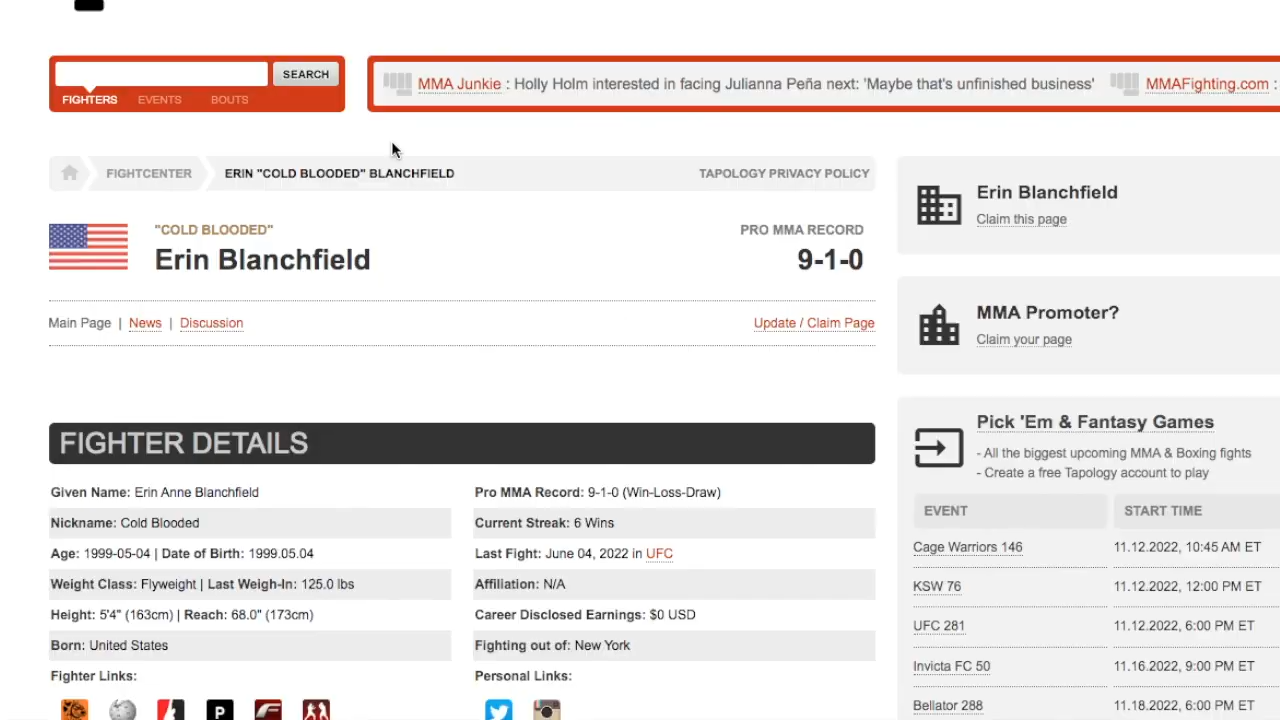 SEARCH
FIGHTERS EVENTS BOUTS
MMA Junkie : Holly Holm interested in facing Julianna Peña next: 'Maybe that's unfinished business' MMAFighting.com :
FIGHTCENTER ERIN "COLD BLOODED" BLANCHFIELD TAPOLOGY PRIVACY POLICY
"COLD BLOODED"
Erin Blanchfield
PRO MMA RECORD
9-1-0
Main Page | News | Discussion Update / Claim Page
FIGHTER DETAILS
Given Name: Erin Anne Blanchfield
Nickname: Cold Blooded
Age: 1999-05-04 | Date of Birth: 1999.05.04
Weight Class: Flyweight | Last Weigh-In: 125.0 lbs
Height: 5'4" (163cm) | Reach: 68.0" (173cm)
Born: United States
Fighter Links:
P
Pro MMA Record: 9-1-0 (Win-Loss-Draw)
Current Streak: 6 Wins
Last Fight: June 04, 2022 in UFC
Affiliation: N/A
Career Disclosed Earnings: $0 USD
Fighting out of: New York
Personal Links:
Erin Blanchfield
Claim this page
MMA Promoter?
Claim your page
Pick 'Em & Fantasy Games
- All the biggest upcoming MMA & Boxing fights
- Create a free Tapology account to play
EVENT START TIME
Cage Warriors 146 11.12.2022, 10:45 AM ET
KSW 76 11.12.2022, 12:00 PM ET
UFC 281 11.12.2022, 6:00 PM ET
Invicta FC 50 11.16.2022, 9:00 PM ET
Bellator 288 11.18.2022, 6:00 PM ET